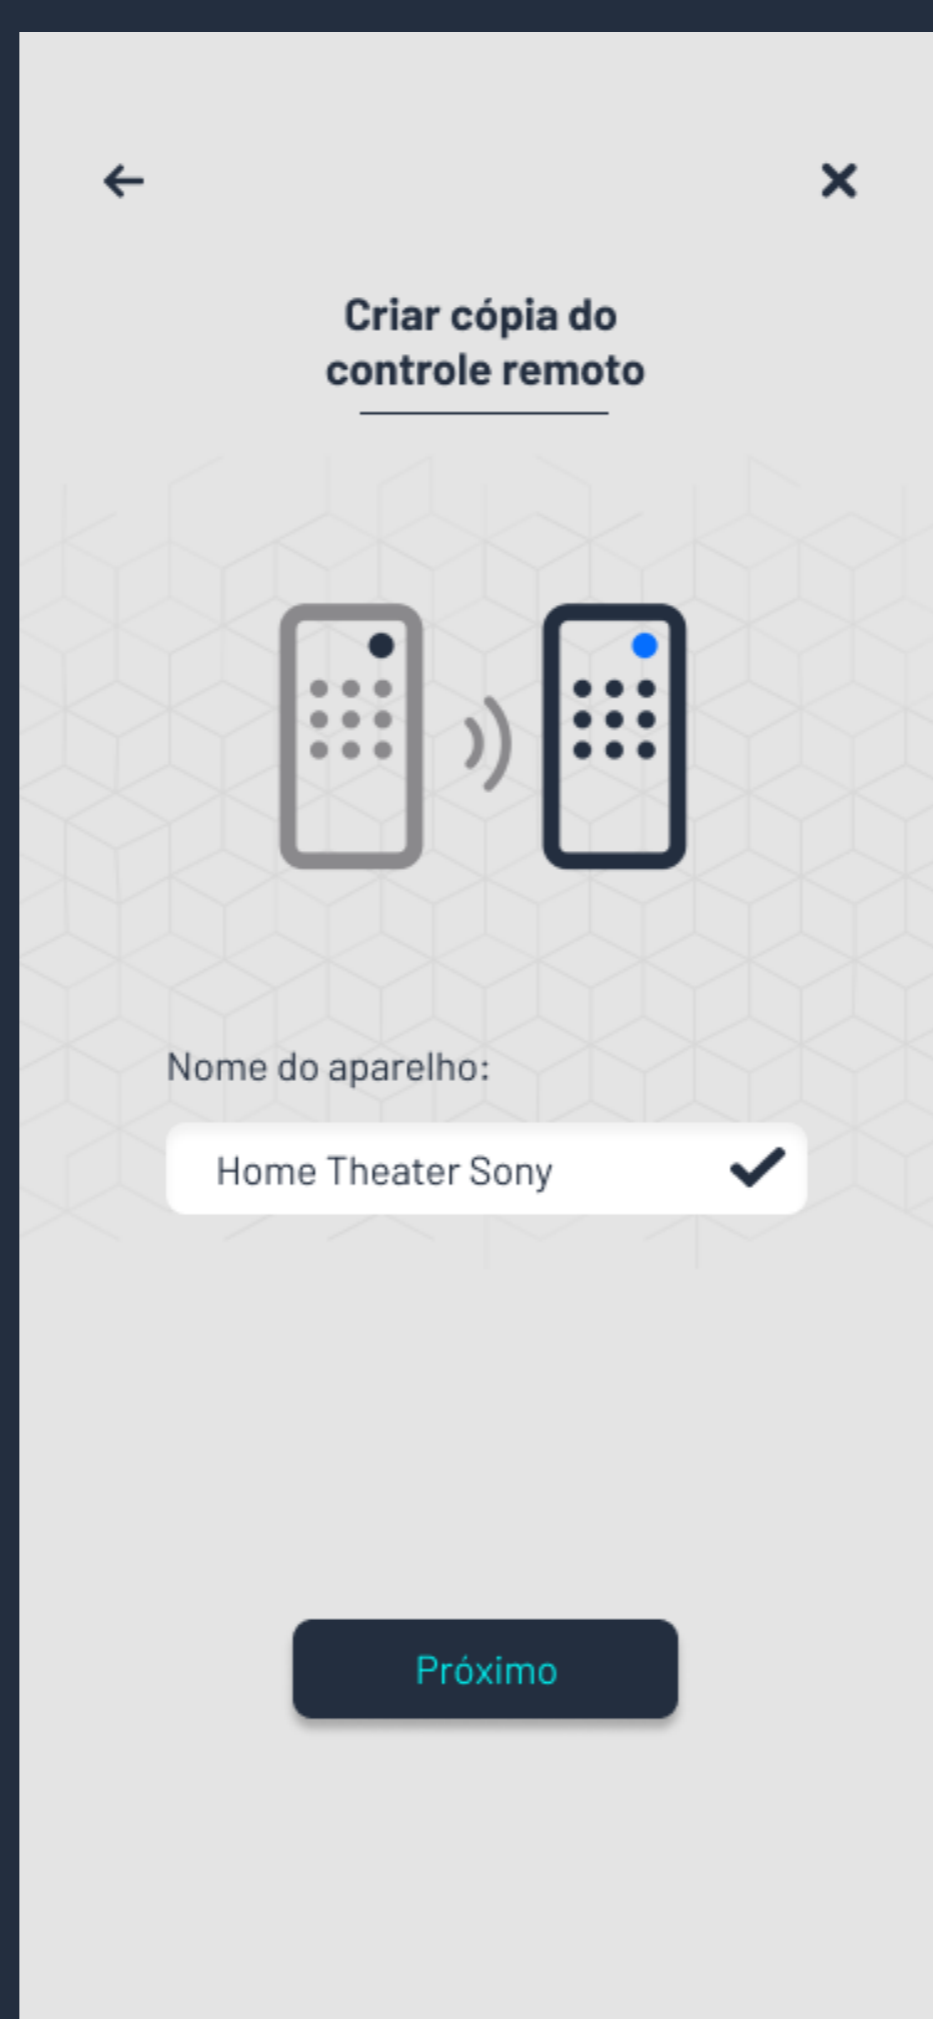 Criar cópia do
controle remoto
Nome do aparelho:
Home Theater Sony
Próximo